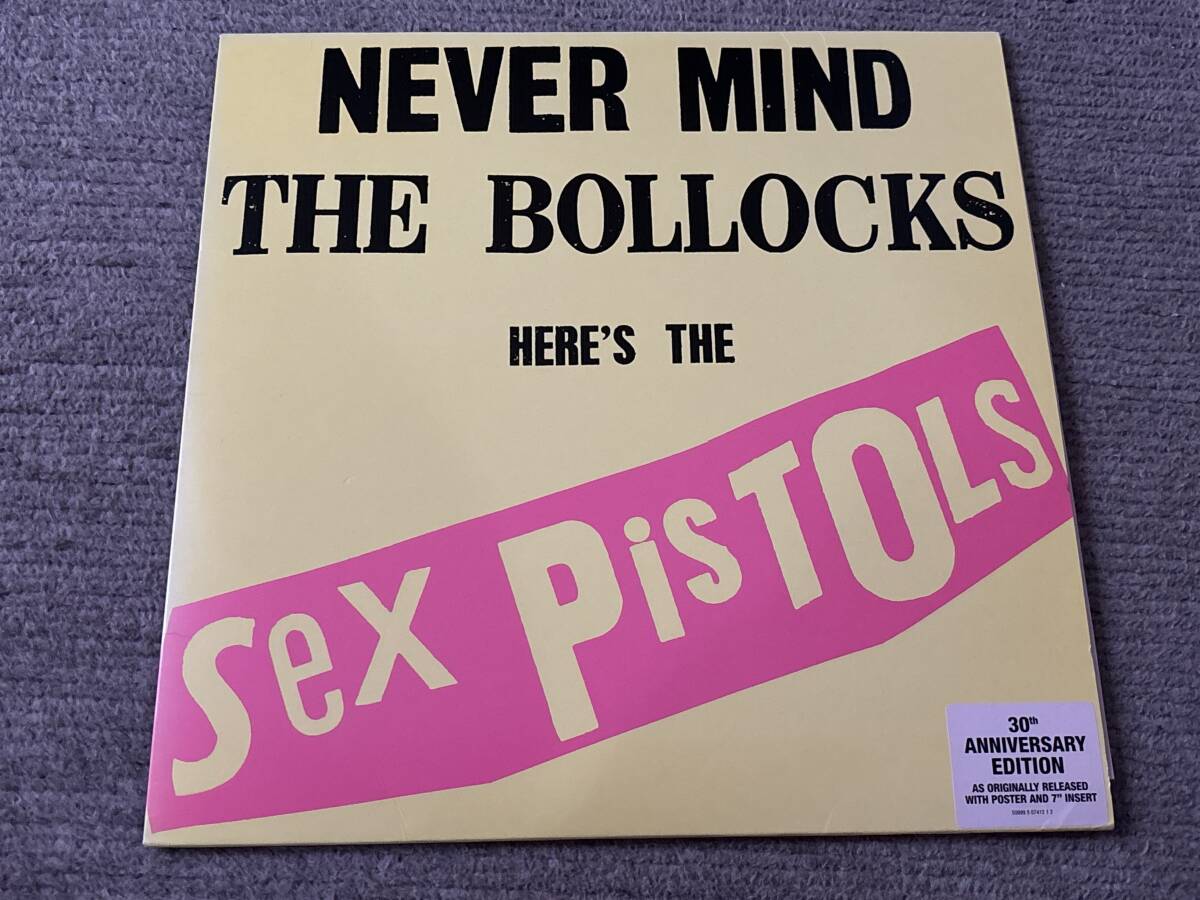 NEVER MIND
THE BOLLOCKS
HERE'S THE
Sex PiSTOLS
30th
ANNIVERSARY
EDITION
AS ORIGINALLY RELEASED
WITH POSTER AND 7" INSERT